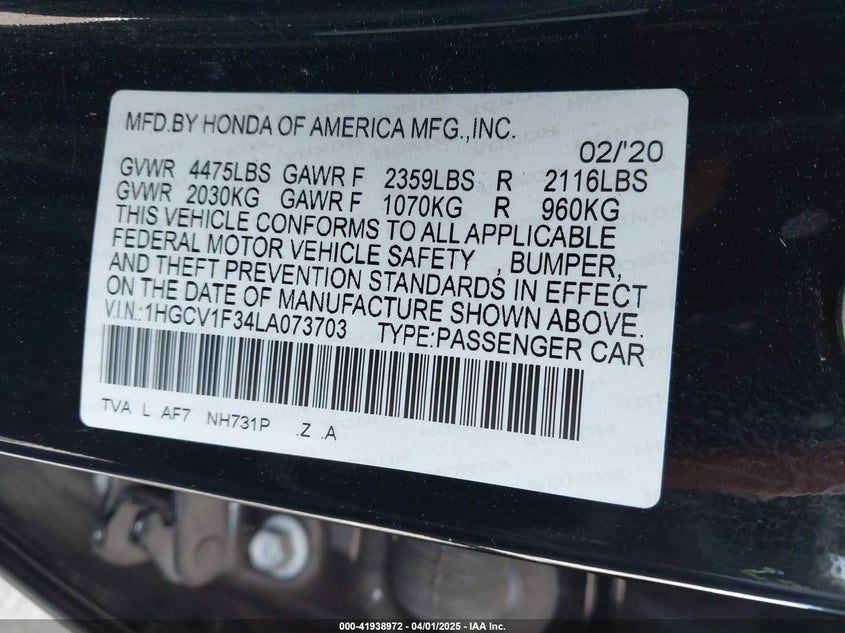 MFD.BY HONDA OF AMERICA MFG.,INC.
02/'20
GVWR 4475LBS GAWR F 2359LBS R 2116LBS
GVWR 2030KG GAWR F 1070KG R 960KG
THIS VEHICLE CONFORMS TO ALL APPLICABLE
FEDERAL MOTOR VEHICLE SAFETY , BUMPER,
AND THEFT PREVENTION STANDARDS IN EFFECT
ON THE DATE OF MANUFACTURE SHOWN ABOVE.
V.I.N.:1HGCV1F34LA073703 TYPE:PASSENGER CAR
TVA L AF7 NH731P .Z .A
000-41938972 | 04/01/2025 | IAA Inc.